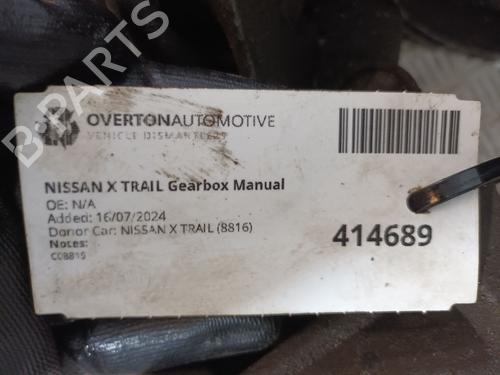 OVERTONAUTOMOTIVE
VEHICLE DISMANTLERS
NISSAN X TRAIL Gearbox Manual
OE: N/A
Added: 16/07/2024
Donor Car: NISSAN X TRAIL (8816)
Notes:
414689
B-PARTS